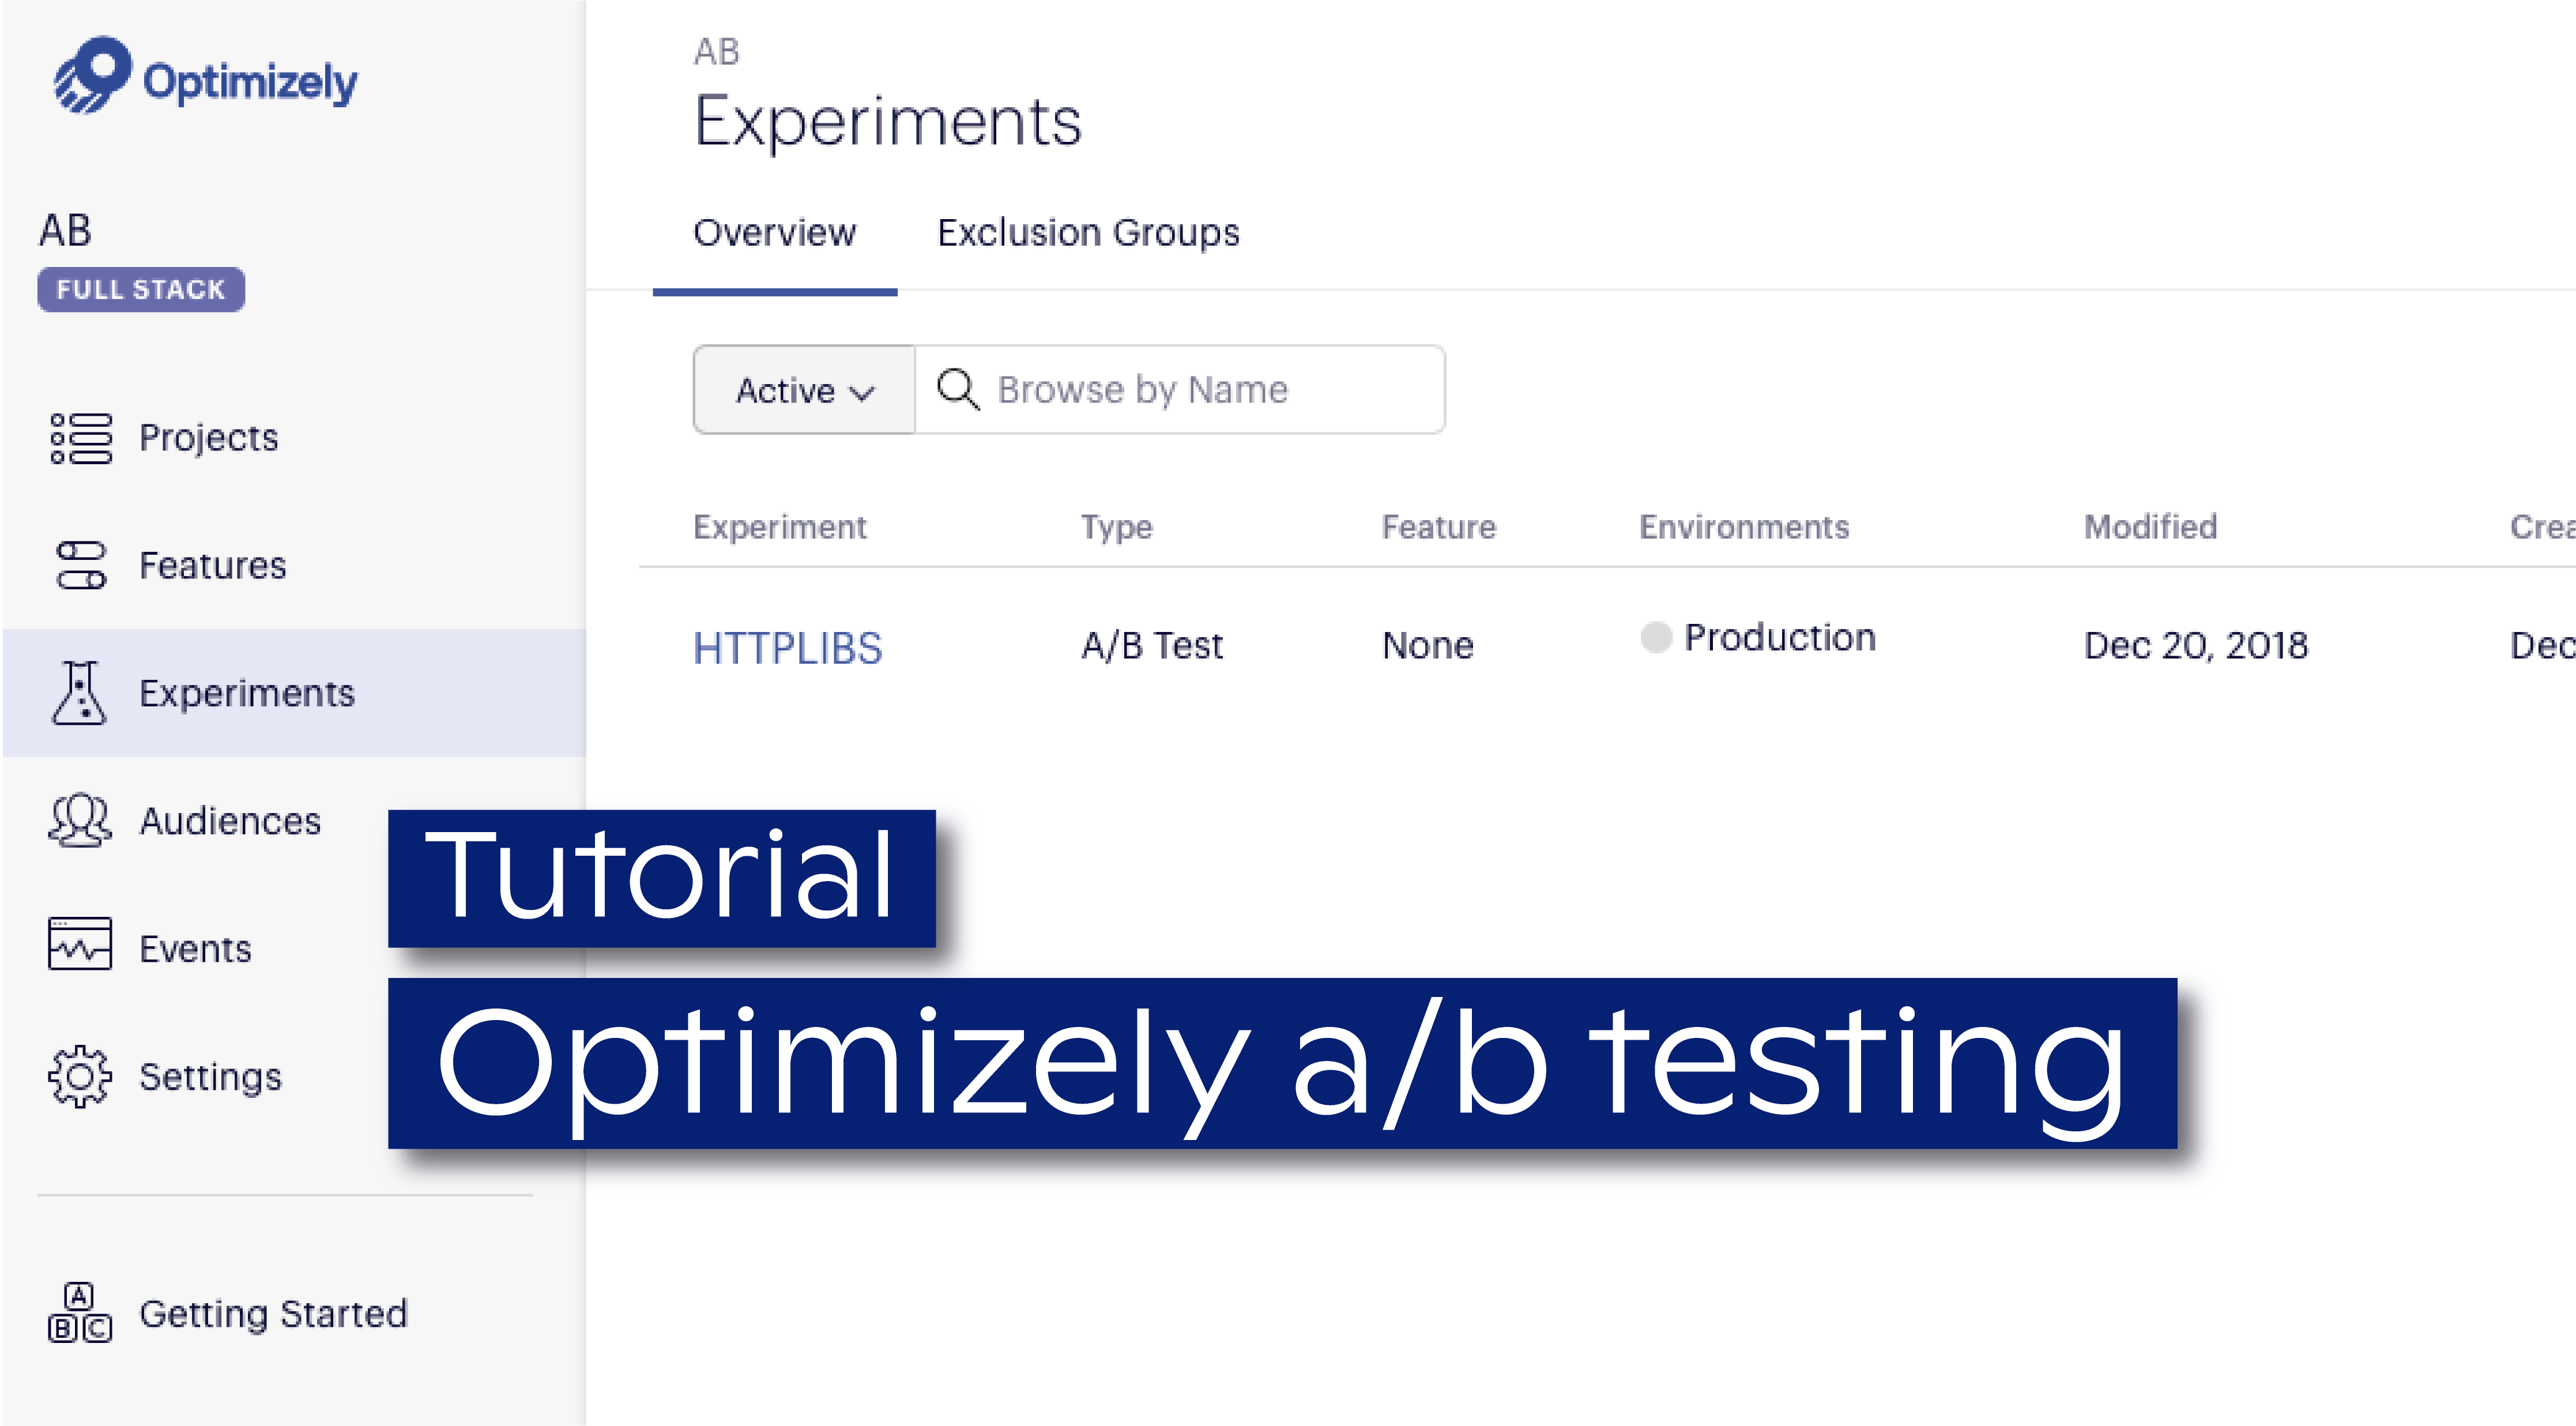 Optimizely
AB
FULL STACK
Projects
Features
Experiments
Audiences
Events
Settings
A
B C
Getting Started
AB
Experiments
Overview Exclusion Groups
Active Browse by Name
Experiment Type Feature Environments Modified Crea
HTTPLIBS A/B Test None Production Dec 20, 2018 Dec
Tutorial
Optimizely a/b testing